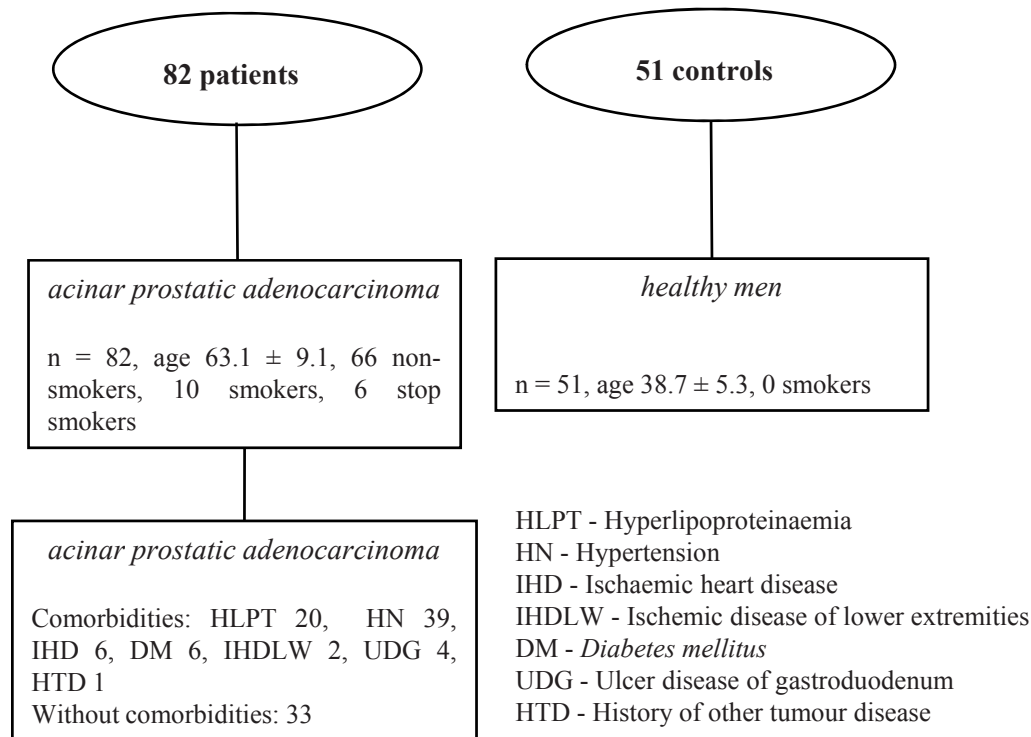 82 patients
51 controls
acinar prostatic adenocarcinoma
n = 82, age 63.1 ± 9.1, 66 non-
smokers, 10 smokers, 6 stop
smokers
healthy men
n = 51, age 38.7 ± 5.3, 0 smokers
acinar prostatic adenocarcinoma
Comorbidities: HLPT 20, HN 39,
IHD 6, DM 6, IHDLW 2, UDG 4,
HTD 1
Without comorbidities: 33
HLPT - Hyperlipoproteinaemia
HN - Hypertension
IHD - Ischaemic heart disease
IHDLW - Ischemic disease of lower extremities
DM - Diabetes mellitus
UDG - Ulcer disease of gastroduodenum
HTD - History of other tumour disease